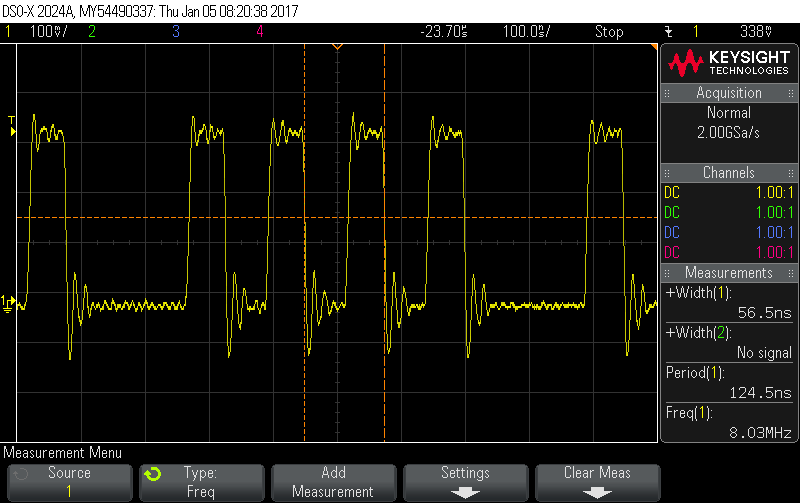 DSO-X 2024A, MY54490337: Thu Jan 05 08:20:38 2017
1 100%/ 2 3 4 -23.70s 100.0s/ Stop 1 338
KEYSIGHT
TECHNOLOGIES
Acquisition
Normal
2.00GSa/s
Channels
DC 1.00:1
DC 1.00:1
DC 1.00:1
DC 1.00:1
Measurements
+Width(1):
56.5ns
+Width(2):
No signal
Period(1):
124.5ns
Freq(1):
8.03MHz
T
1
Measurement Menu
Source
1
Type:
Freq
Add
Measurement
Settings
Clear Meas